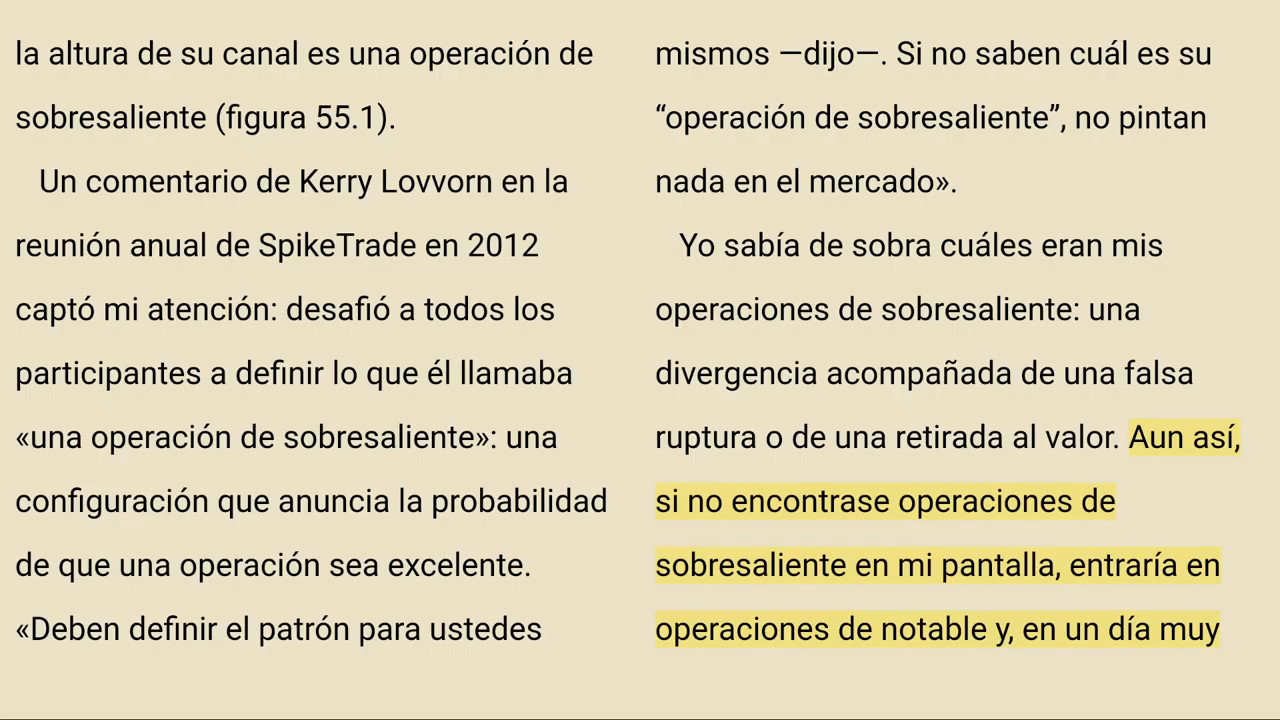 la altura de su canal es una operación de
sobresaliente (figura 55.1).
Un comentario de Kerry Lovvorn en la
reunión anual de SpikeTrade en 2012
captó mi atención: desafió a todos los
participantes a definir lo que él llamaba
«una operación de sobresaliente»: una
configuración que anuncia la probabilidad
de que una operación sea excelente.
«Deben definir el patrón para ustedes
mismos —dijo—. Si no saben cuál es su
“operación de sobresaliente”, no pintan
nada en el mercado».
Yo sabía de sobra cuáles eran mis
operaciones de sobresaliente: una
divergencia acompañada de una falsa
ruptura o de una retirada al valor. Aun así,
si no encontrase operaciones de
sobresaliente en mi pantalla, entraría en
operaciones de notable y, en un día muy